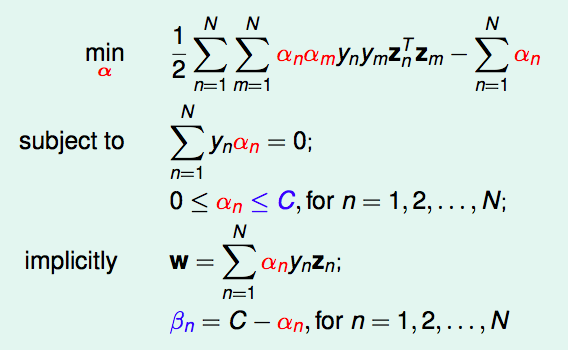 min_α 1/2 ∑_{n=1}^{N} ∑_{m=1}^{N} α_n α_m y_n y_m z_n^T z_m − ∑_{n=1}^{N} α_n
subject to ∑_{n=1}^{N} y_n α_n = 0;
0 ≤ α_n ≤ C, for n = 1, 2, . . . , N;
implicitly w = ∑_{n=1}^{N} α_n y_n z_n;
β_n = C − α_n, for n = 1, 2, . . . , N